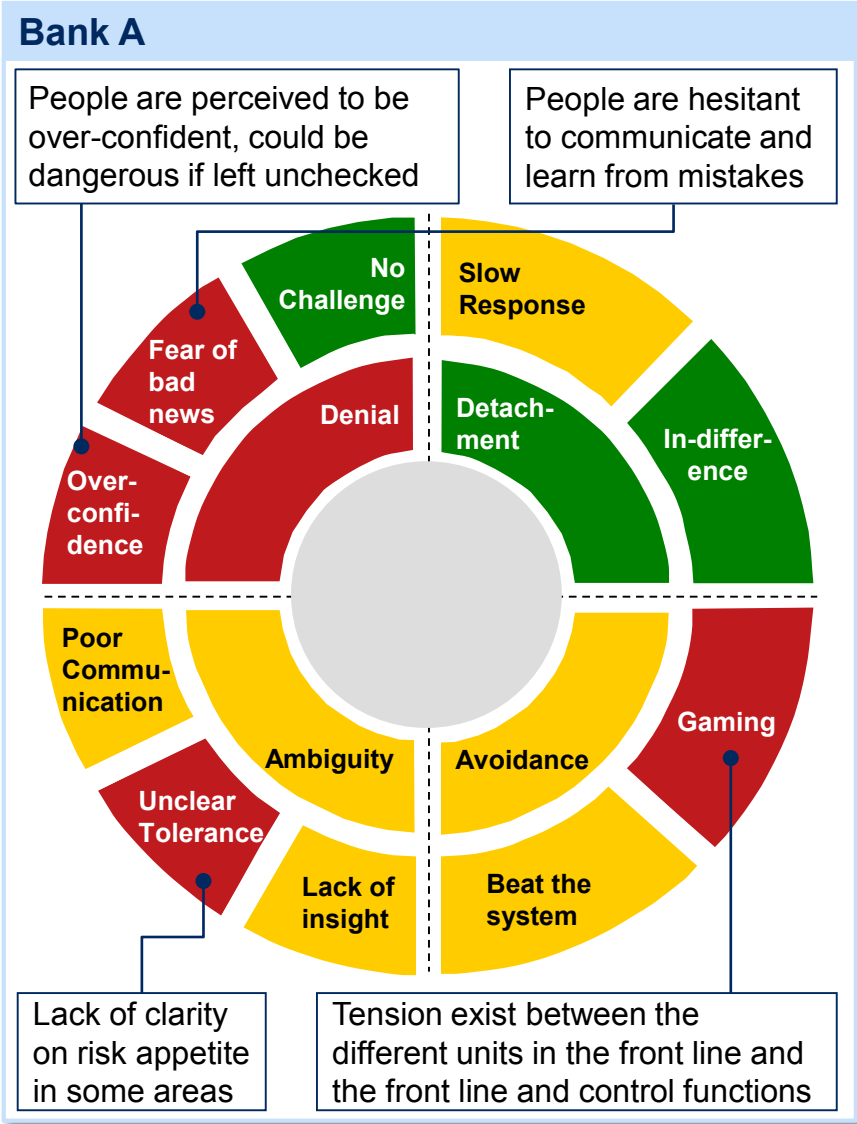 Bank A
People are perceived to be
over-confident, could be
dangerous if left unchecked
People are hesitant
to communicate and
learn from mistakes
No
Challenge
Slow
Response
Fear of
bad
news
Denial
Detach-
ment
In-differ-
ence
Over-
confi-
dence
Poor
Commu-
nication
Ambiguity
Avoidance
Gaming
Unclear
Tolerance
Lack of
insight
Beat the
system
Lack of clarity
on risk appetite
in some areas
Tension exist between the
different units in the front line and
the front line and control functions